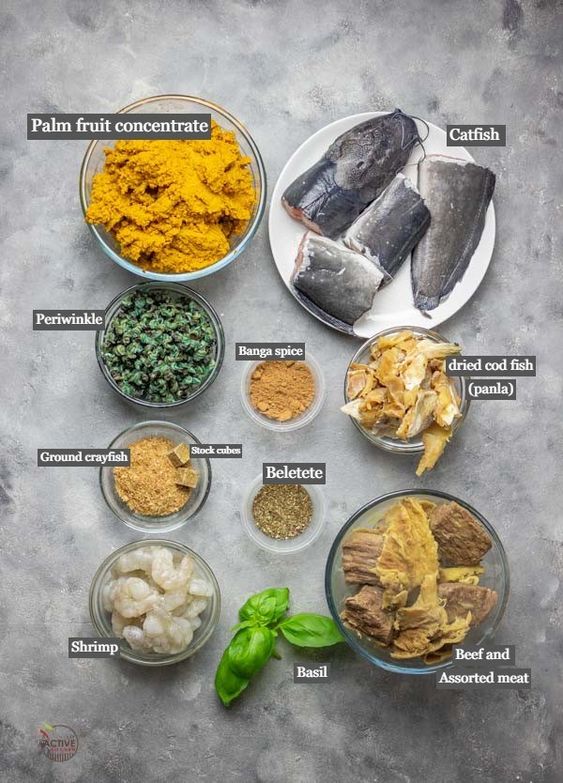 Palm fruit concentrate
Catfish
Periwinkle
Banga spice
dried cod fish
(panla)
Ground crayfish
Stock cubes
Beletete
Shrimp
Basil
Beef and
Assorted meat
ACTIVE
KITCHEN